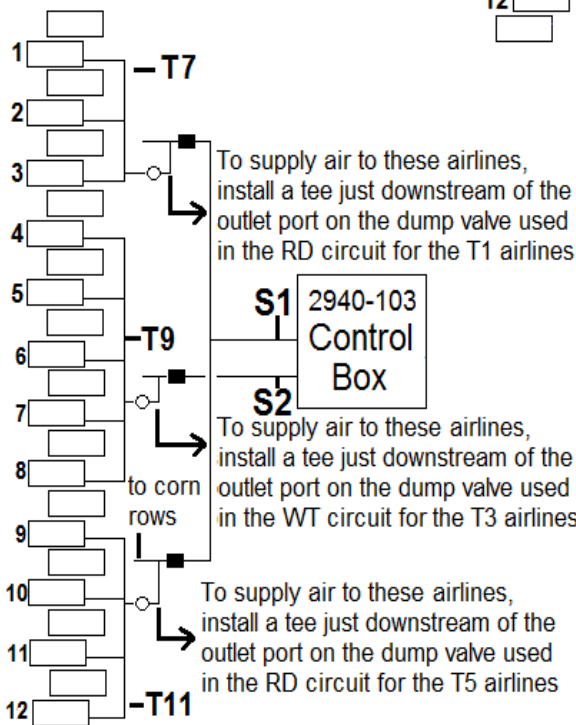 12
1
T7
2
3
To supply air to these airlines,
install a tee just downstream of the
outlet port on the dump valve used
in the RD circuit for the T1 airlines
4
5
S1
2940-103
Control
Box
T9
6
S2
7
To supply air to these airlines,
install a tee just downstream of the
outlet port on the dump valve used
in the WT circuit for the T3 airlines
8
to corn
rows
9
10
To supply air to these airlines,
install a tee just downstream of the
outlet port on the dump valve used
in the RD circuit for the T5 airlines
11
12
T11